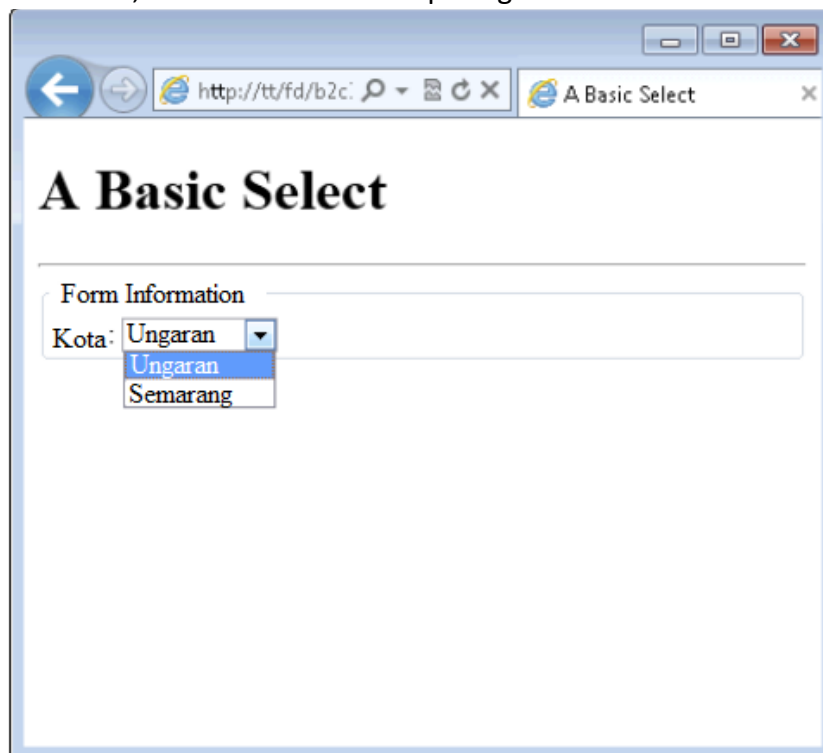 http://tt/fd/b2c
A Basic Select
A Basic Select
Form Information
Kota: Ungaran
Ungaran
Semarang